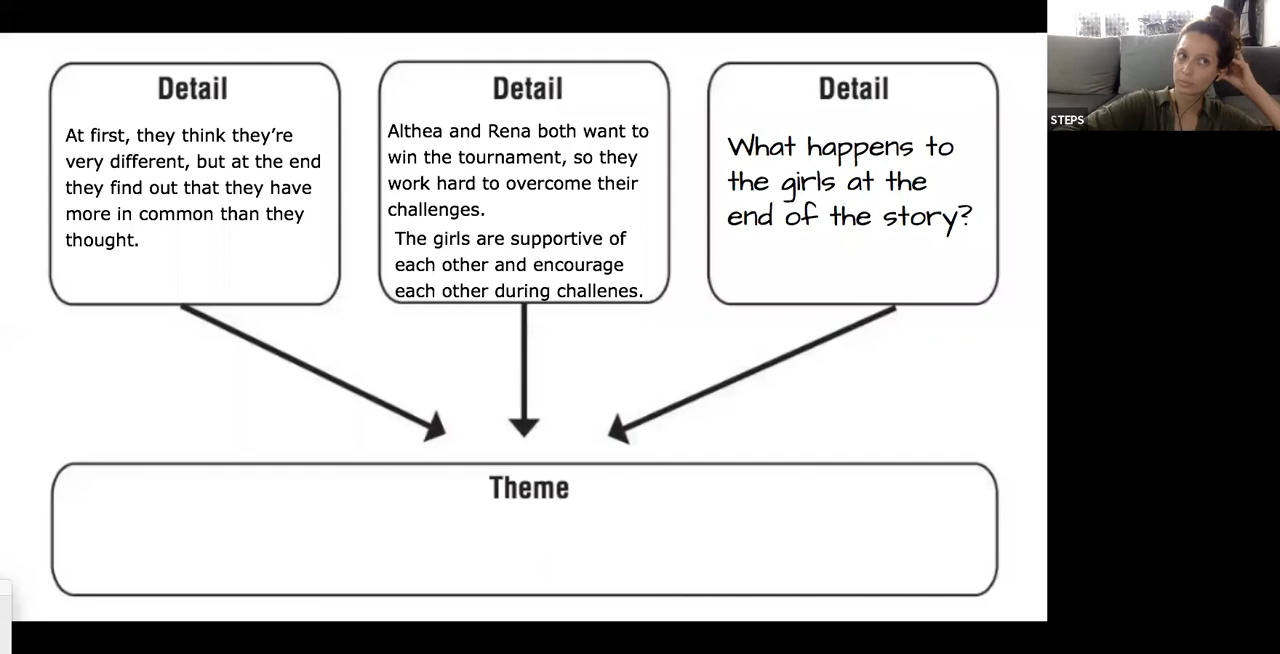 Detail
At first, they think they're
very different, but at the end
they find out that they have
more in common than they
thought.
Detail
Althea and Rena both want to
win the tournament, so they
work hard to overcome their
challenges.
The girls are supportive of
each other and encourage
each other during challenes.
Detail
What happens to
the girls at the
end of the story?
Theme
STEPS